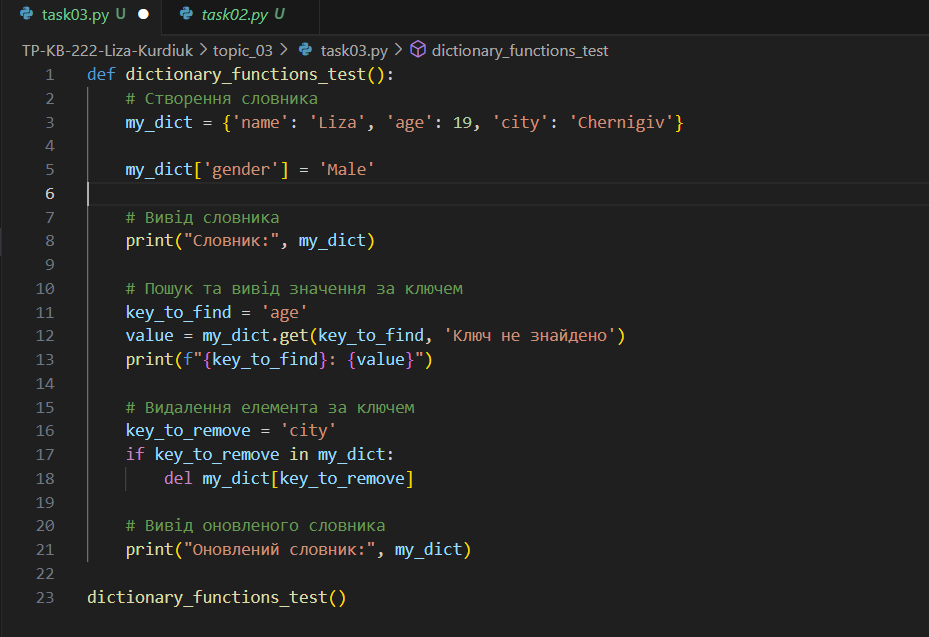 task03.py U
task02.py U
TP-KB-222-Liza-Kurdiuk > topic_03 > task03.py > dictionary_functions_test
1 def dictionary_functions_test():
2     # Створення словника
3     my_dict = {'name': 'Liza', 'age': 19, 'city': 'Chernigiv'}
4
5     my_dict['gender'] = 'Male'
6
7     # Вивід словника
8     print("Словник:", my_dict)
9
10     # Пошук та вивід значення за ключем
11     key_to_find = 'age'
12     value = my_dict.get(key_to_find, 'Ключ не знайдено')
13     print(f"{key_to_find}: {value}")
14
15     # Видалення елемента за ключем
16     key_to_remove = 'city'
17     if key_to_remove in my_dict:
18         del my_dict[key_to_remove]
19
20     # Вивід оновленого словника
21     print("Оновлений словник:", my_dict)
22
23 dictionary_functions_test()